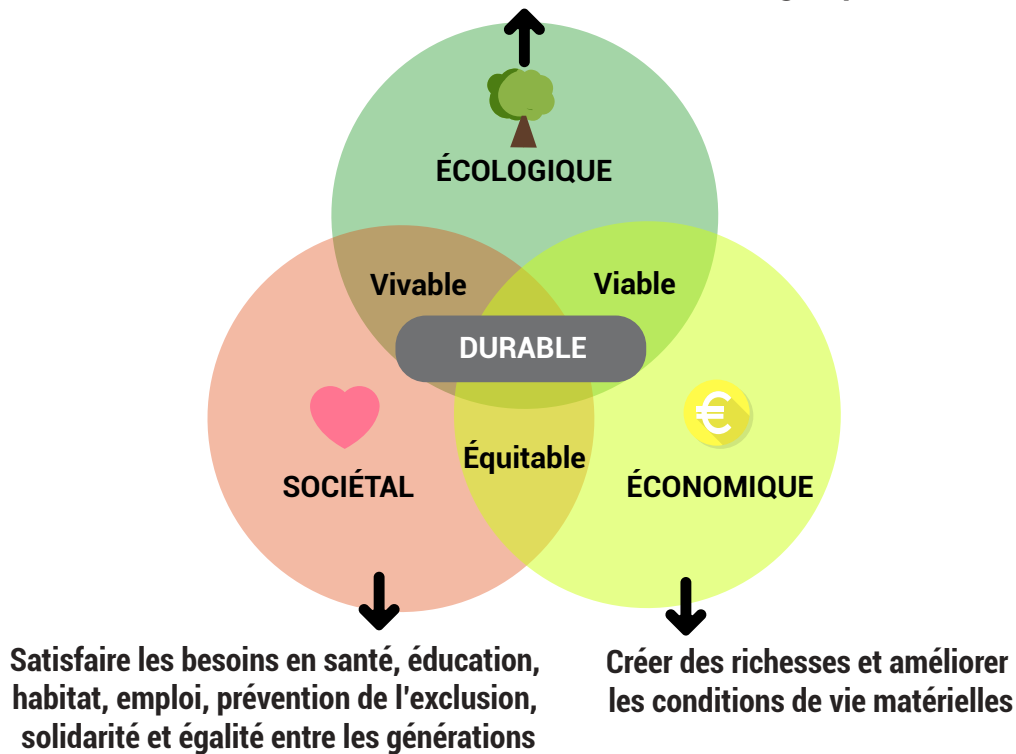 ÉCOLOGIQUE
Vivable
Viable
DURABLE
€
Équitable
SOCIÉTAL
ÉCONOMIQUE
Satisfaire les besoins en santé, éducation,
habitat, emploi, prévention de l'exclusion,
solidarité et égalité entre les générations
Créer des richesses et améliorer
les conditions de vie matérielles